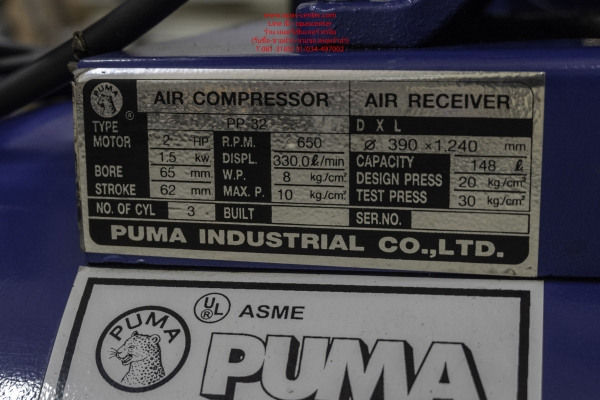 PUMA
®
AIR COMPRESSOR
AIR RECEIVER
TYPE PP 32
D X L
MOTOR 2 HP R.P.M. 650
Ø 390 ×1,240 mm
1.5 kw DISPL. 330.0ℓ/min
CAPACITY 148 ℓ
BORE 65 mm W.P. 8 kg/cm²
DESIGN PRESS 20 kg/cm²
STROKE 62 mm MAX. P. 10 kg/cm²
TEST PRESS 30 kg/cm²
NO. OF CYL 3 BUILT
SER.NO.
PUMA INDUSTRIAL CO.,LTD.
UL ® ASME
PUMA
PUMA